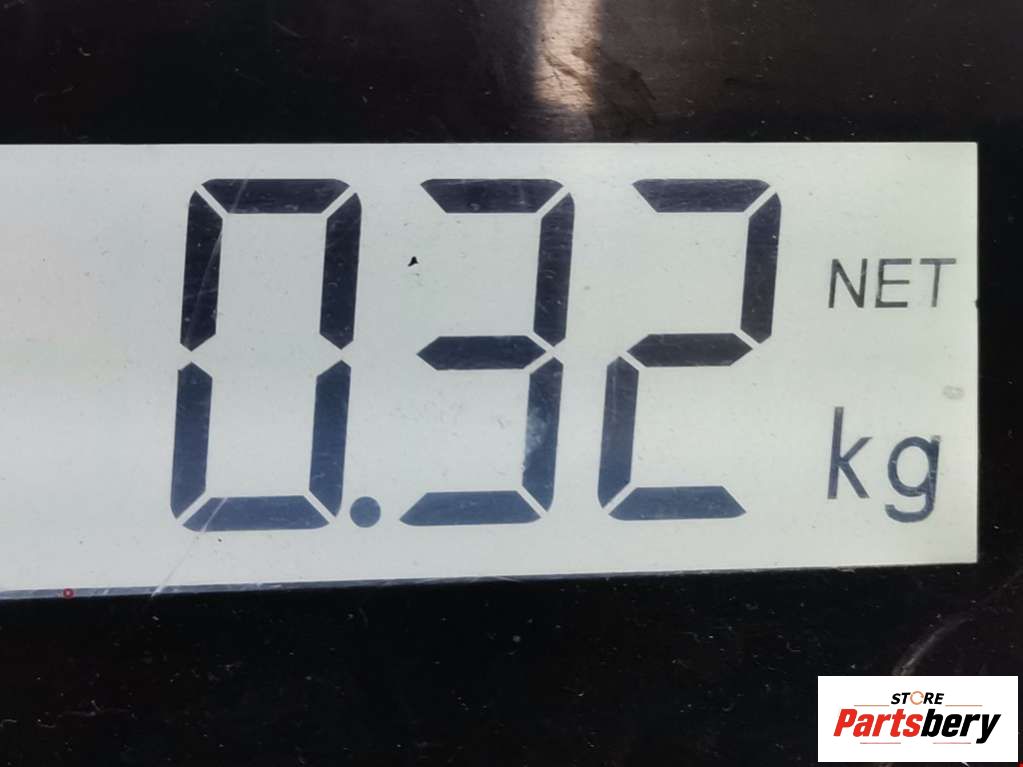 0.32
NET
kg
STORE
Partsbery